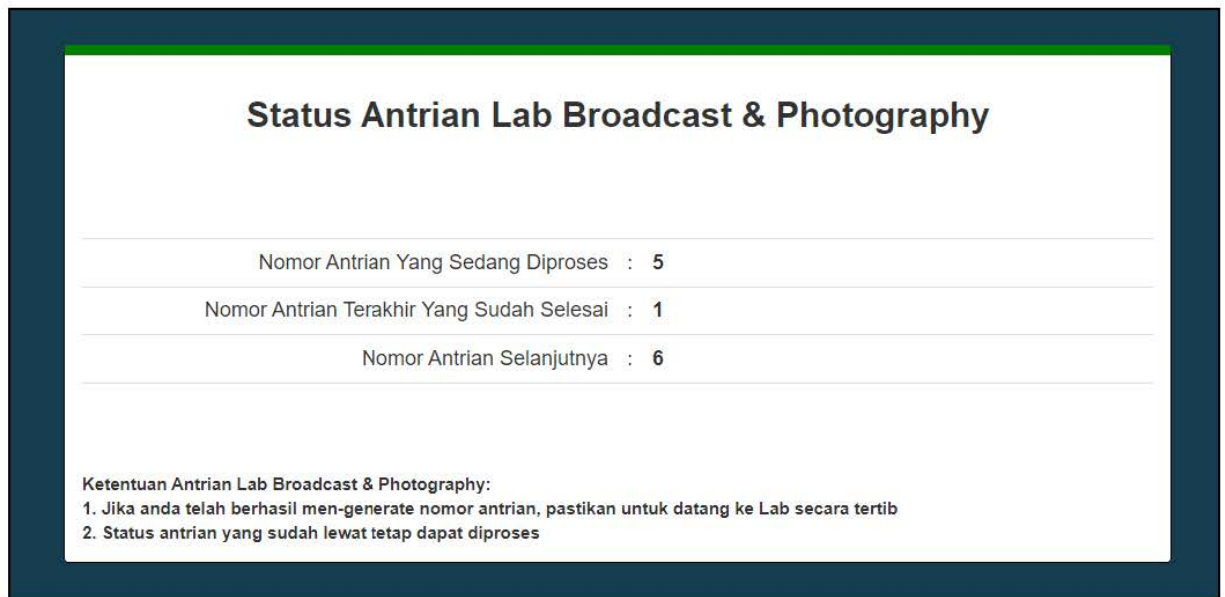 Status Antrian Lab Broadcast & Photography
Nomor Antrian Yang Sedang Diproses : 5
Nomor Antrian Terakhir Yang Sudah Selesai : 1
Nomor Antrian Selanjutnya : 6
Ketentuan Antrian Lab Broadcast & Photography:
1. Jika anda telah berhasil men-generate nomor antrian, pastikan untuk datang ke Lab secara tertib
2. Status antrian yang sudah lewat tetap dapat diproses